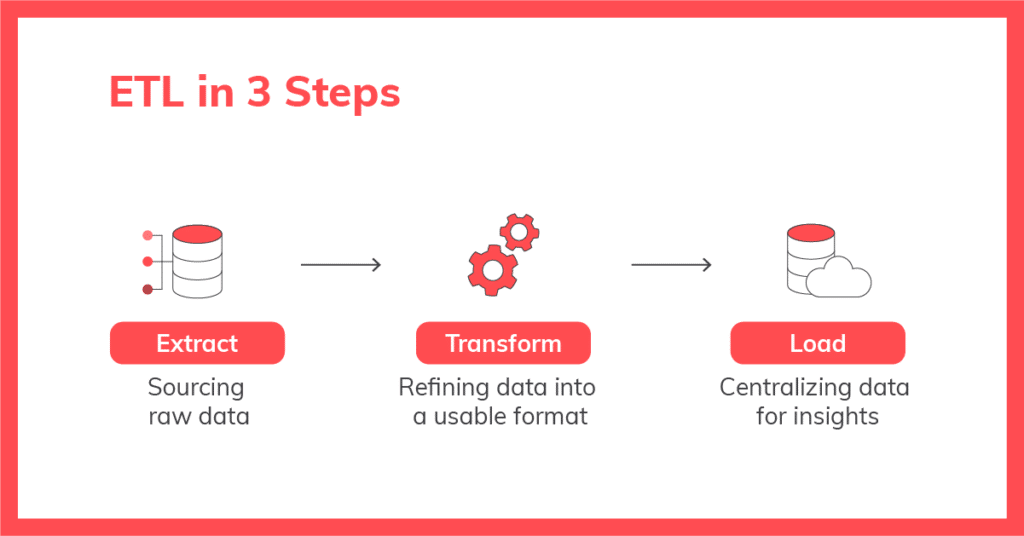 ETL in 3 Steps
Extract
Sourcing
raw data
Transform
Refining data into
a usable format
Load
Centralizing data
for insights